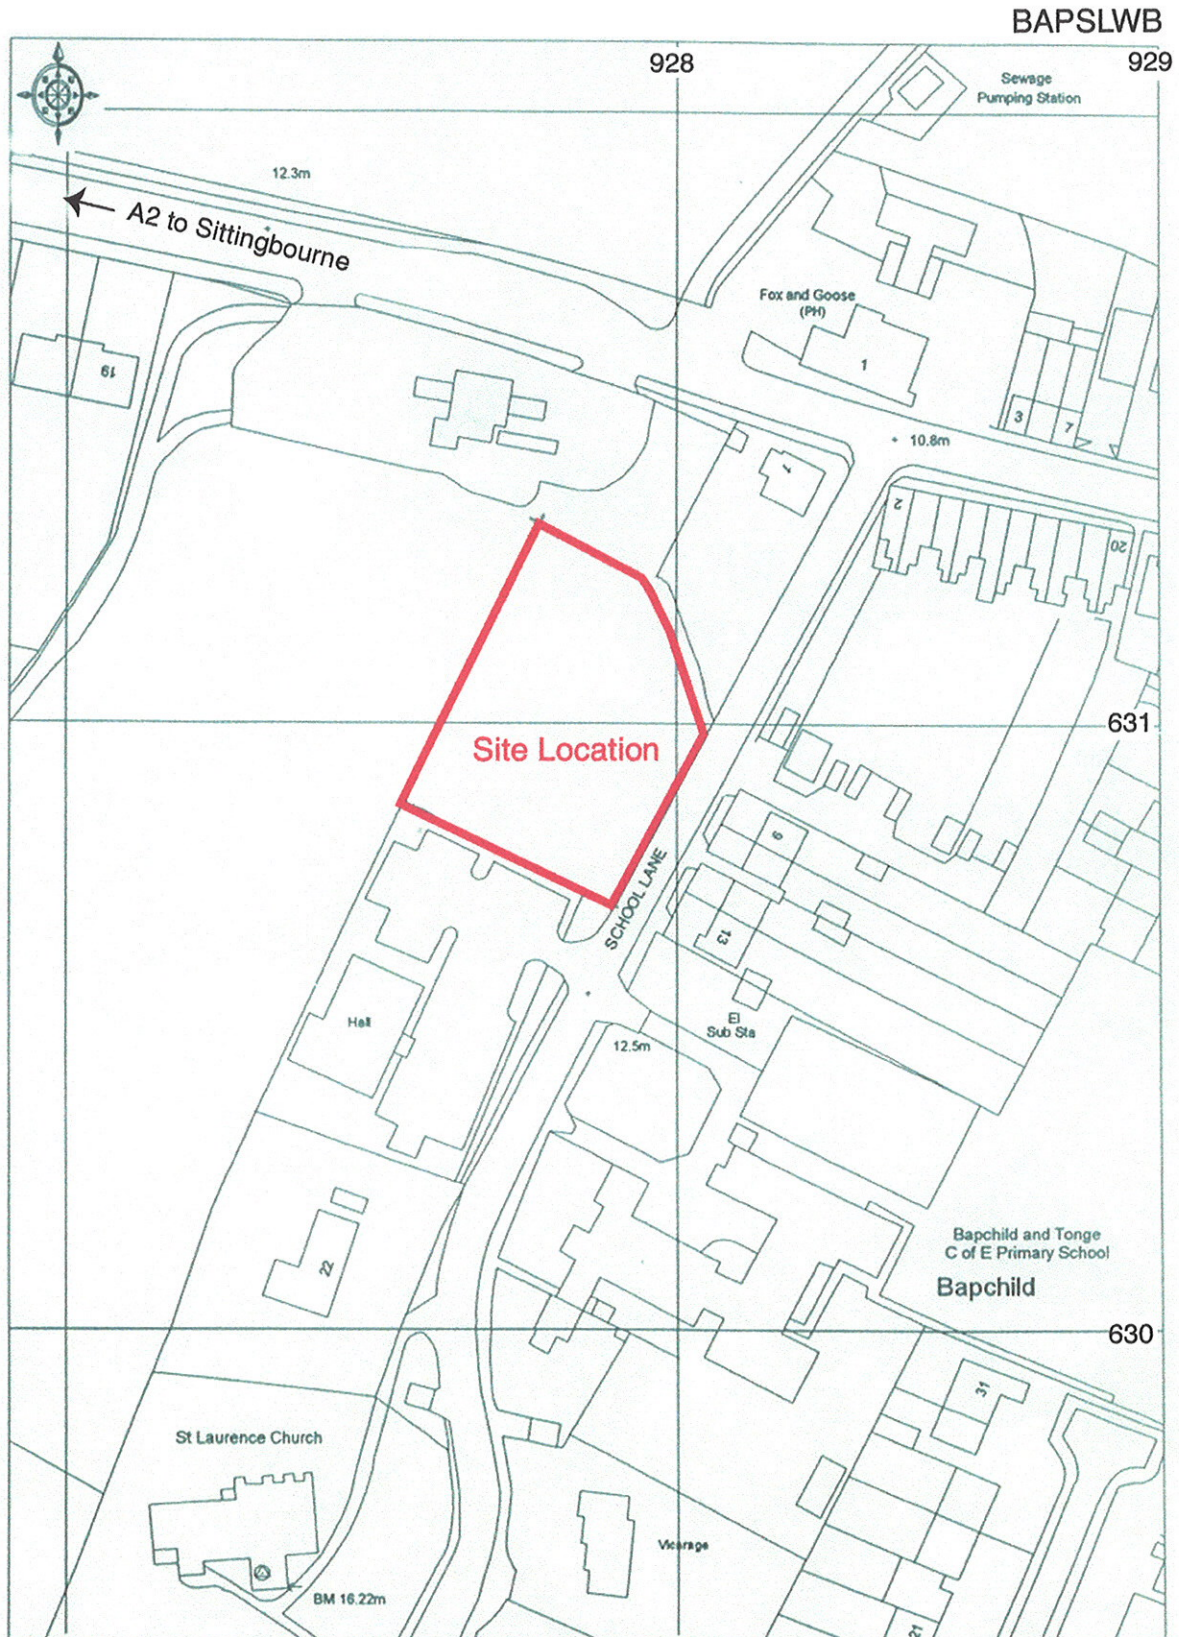 BAPSLWB
928
929
Sewage
Pumping Station
12.3m
A2 to Sittingbourne
Fox and Goose
(PH)
1
19
3
7
10.8m
1
2
20
631
Site Location
SCHOOL LANE
9
13
El
Sub Sta
Hall
12.5m
22
Bapchild and Tonge
C of E Primary School
Bapchild
630
31
St Laurence Church
Vicarage
BM 16.22m
21